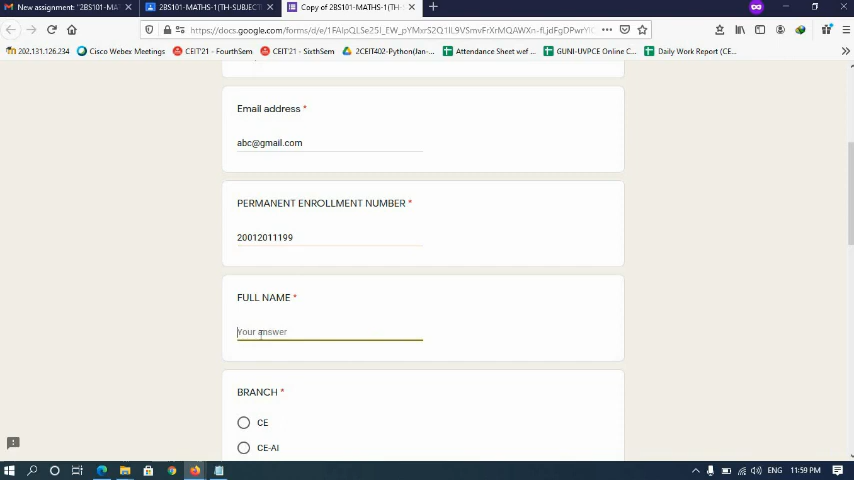 New assignment: "2BS101-MATHS-
2BS101-MATHS-1(TH-SUBJECT
Copy of 2BS101-MATHS-1(TH-
202.131.126.234
Cisco Webex Meetings
CEIT'21 - FourthSem
CEIT'21 - SixthSem
2CEIT402-Python(Jan-...
Attendance Sheet wef ...
GUNI-UVPCE Online C...
Daily Work Report (CE...
Email address *
abc@gmail.com
PERMANENT ENROLLMENT NUMBER *
20012011199
FULL NAME *
Your answer
BRANCH *
CE
CE-AI
ENG
11:59 PM